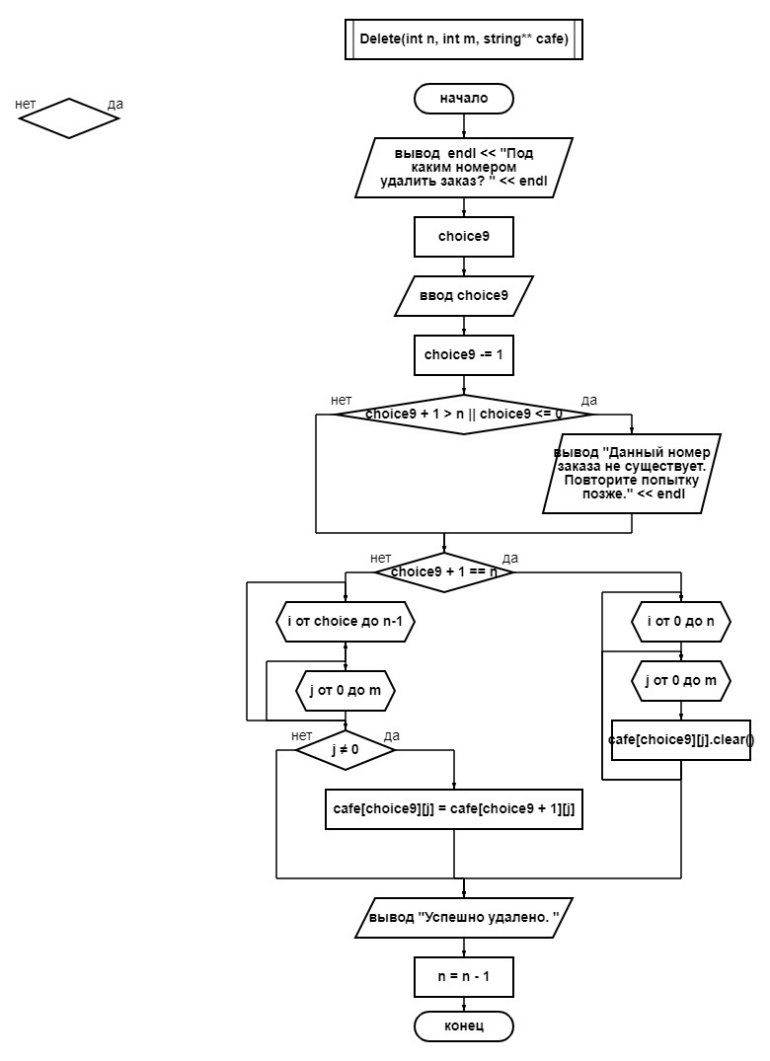 Delete(int n, int m, string** cafe)
начало
нет да
вывод endl << "Под
каким номером
удалить заказ? " << endl
choice9
ввод choice9
choice9 -= 1
нет да
choice9 + 1 > n || choice9 <= 0
вывод "Данный номер
заказа не существует.
Повторите попытку
позже." << endl
нет да
choice9 + 1 == n
i от choice до n-1
i от 0 до n
j от 0 до m
j от 0 до m
нет да
j ≠ 0
cafe[choice9][j].clear()
cafe[choice9][j] = cafe[choice9 + 1][j]
вывод "Успешно удалено. "
n = n - 1
конец